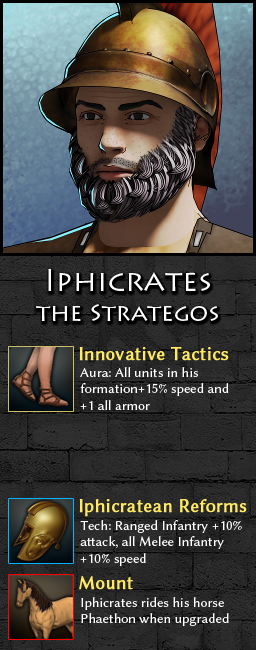 Iphicrates
the Strategos
Innovative Tactics
Aura: All units in his
formation+15% speed and
+1 all armor
Iphicratean Reforms
Tech: Ranged Infantry +10%
attack, all Melee Infantry
+10% speed
Mount
Iphicrates rides his horse
Phaethon when upgraded